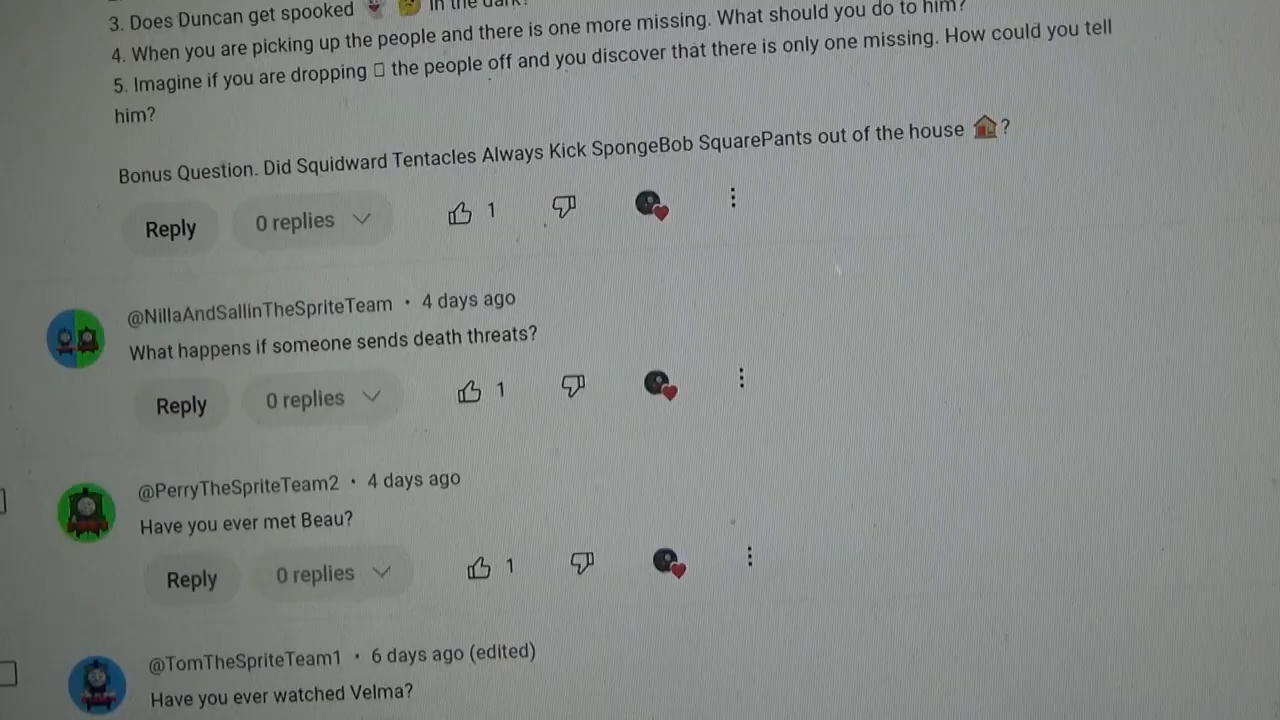 3. Does Duncan get spooked 👻 🤔 in the dark?
4. When you are picking up the people and there is one more missing. What should you do to him?
5. Imagine if you are dropping the people off and you discover that there is only one missing. How could you tell
him?
Bonus Question. Did Squidward Tentacles Always Kick SpongeBob SquarePants out of the house 🏠?
Reply 0 replies 1
@NillaAndSallinTheSpriteTeam • 4 days ago
What happens if someone sends death threats?
Reply 0 replies 1
@PerryTheSpriteTeam2 • 4 days ago
Have you ever met Beau?
Reply 0 replies 1
@TomTheSpriteTeam1 • 6 days ago (edited)
Have you ever watched Velma?